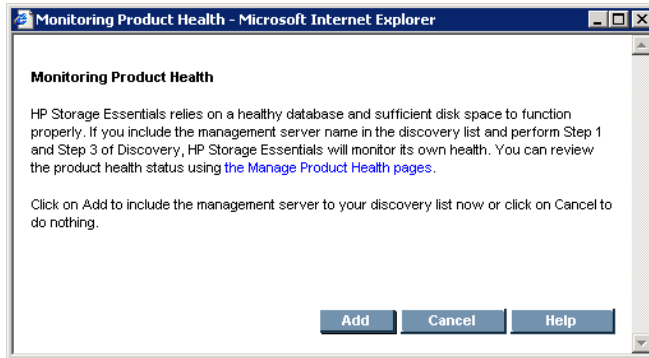 Monitoring Product Health - Microsoft Internet Explorer
Monitoring Product Health
HP Storage Essentials relies on a healthy database and sufficient disk space to function
properly. If you include the management server name in the discovery list and perform Step 1
and Step 3 of Discovery, HP Storage Essentials will monitor its own health. You can review
the product health status using the Manage Product Health pages.
Click on Add to include the management server to your discovery list now or click on Cancel to
do nothing.
Add Cancel Help